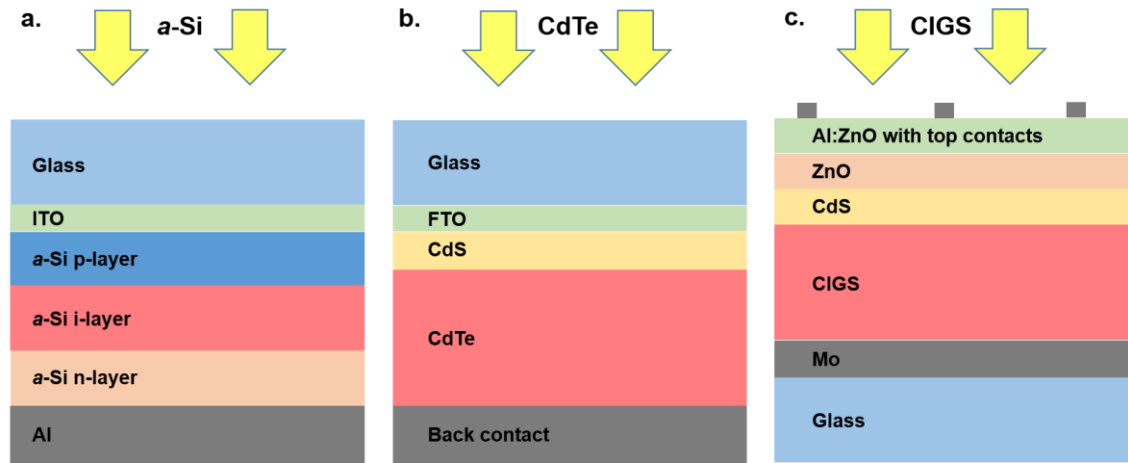 a.
a-Si
Glass
ITO
a-Si p-layer
a-Si i-layer
a-Si n-layer
Al
b.
CdTe
Glass
FTO
CdS
CdTe
Back contact
c.
CIGS
Al:ZnO with top contacts
ZnO
CdS
CIGS
Mo
Glass